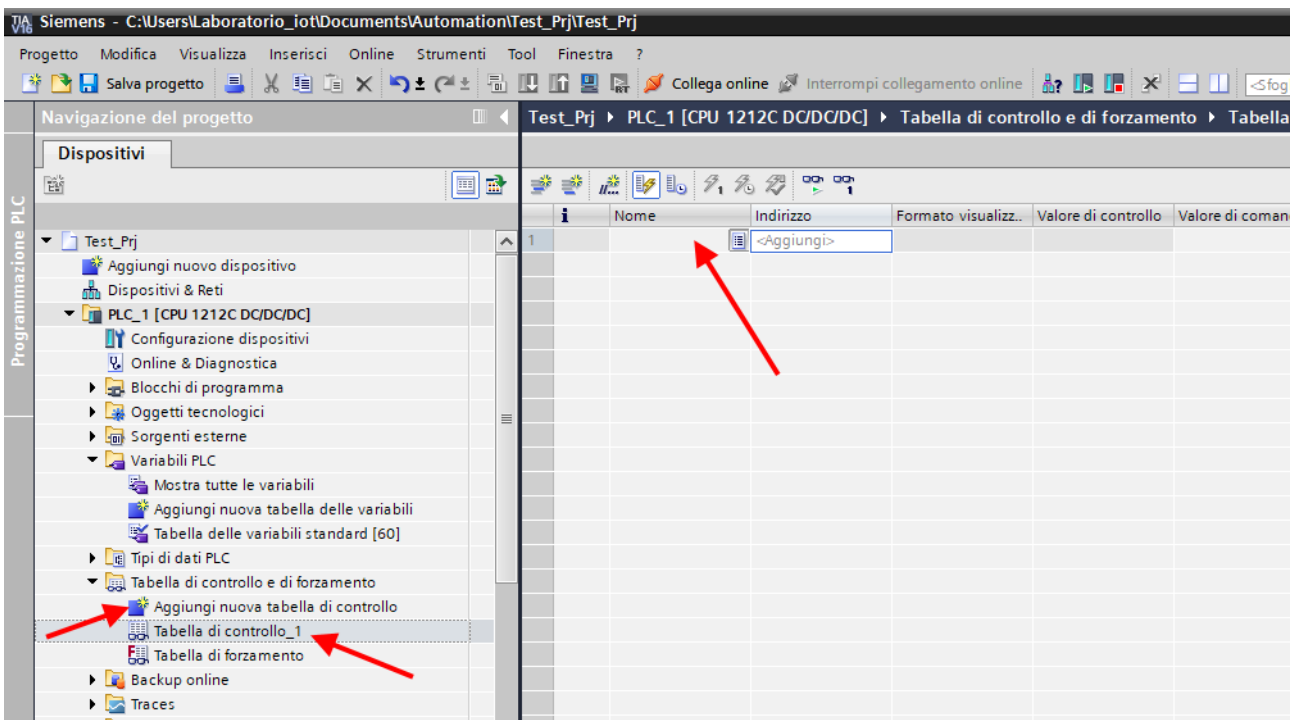 TIA V16 Siemens - C:\Users\Laboratorio_iot\Documents\Automation\Test_Prj\Test_Prj
Progetto Modifica Visualizza Inserisci Online Strumenti Tool Finestra ?
Salva progetto Collega online Interrompi collegamento online <Sfog
Navigazione del progetto
Test_Prj PLC_1 [CPU 1212C DC/DC/DC] Tabella di controllo e di forzamento Tabella
Dispositivi
Programmazione PLC
i Nome Indirizzo Formato visualizz.. Valore di controllo Valore di coman
1 <Aggiungi>
Test_Prj
Aggiungi nuovo dispositivo
Dispositivi & Reti
PLC_1 [CPU 1212C DC/DC/DC]
Configurazione dispositivi
Online & Diagnostica
Blocchi di programma
Oggetti tecnologici
Sorgenti esterne
Variabili PLC
Mostra tutte le variabili
Aggiungi nuova tabella delle variabili
Tabella delle variabili standard [60]
Tipi di dati PLC
Tabella di controllo e di forzamento
Aggiungi nuova tabella di controllo
Tabella di controllo_1
Tabella di forzamento
Backup online
Traces